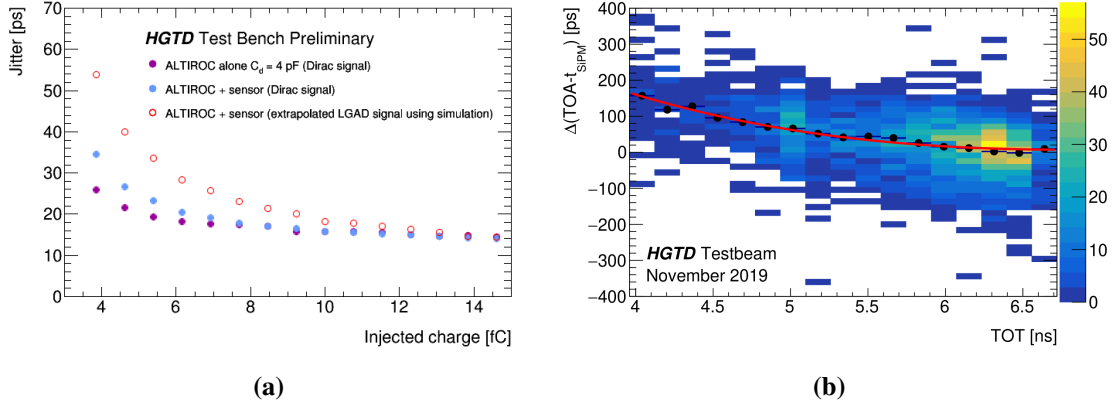 Jitter [ps]
70
60
50
40
30
20
10
0
HGTD Test Bench Preliminary
ALTIROC alone C_d = 4 pF (Dirac signal)
ALTIROC + sensor (Dirac signal)
ALTIROC + sensor (extrapolated LGAD signal using simulation)
4 6 8 10 12 14
Injected charge [fC]
(a)
Δ(TOA-t_SiPM) [ps]
400
300
200
100
0
−100
−200
−300
−400
HGTD Testbeam
November 2019
4 4.5 5 5.5 6 6.5
TOT [ns]
50
40
30
20
10
0
(b)